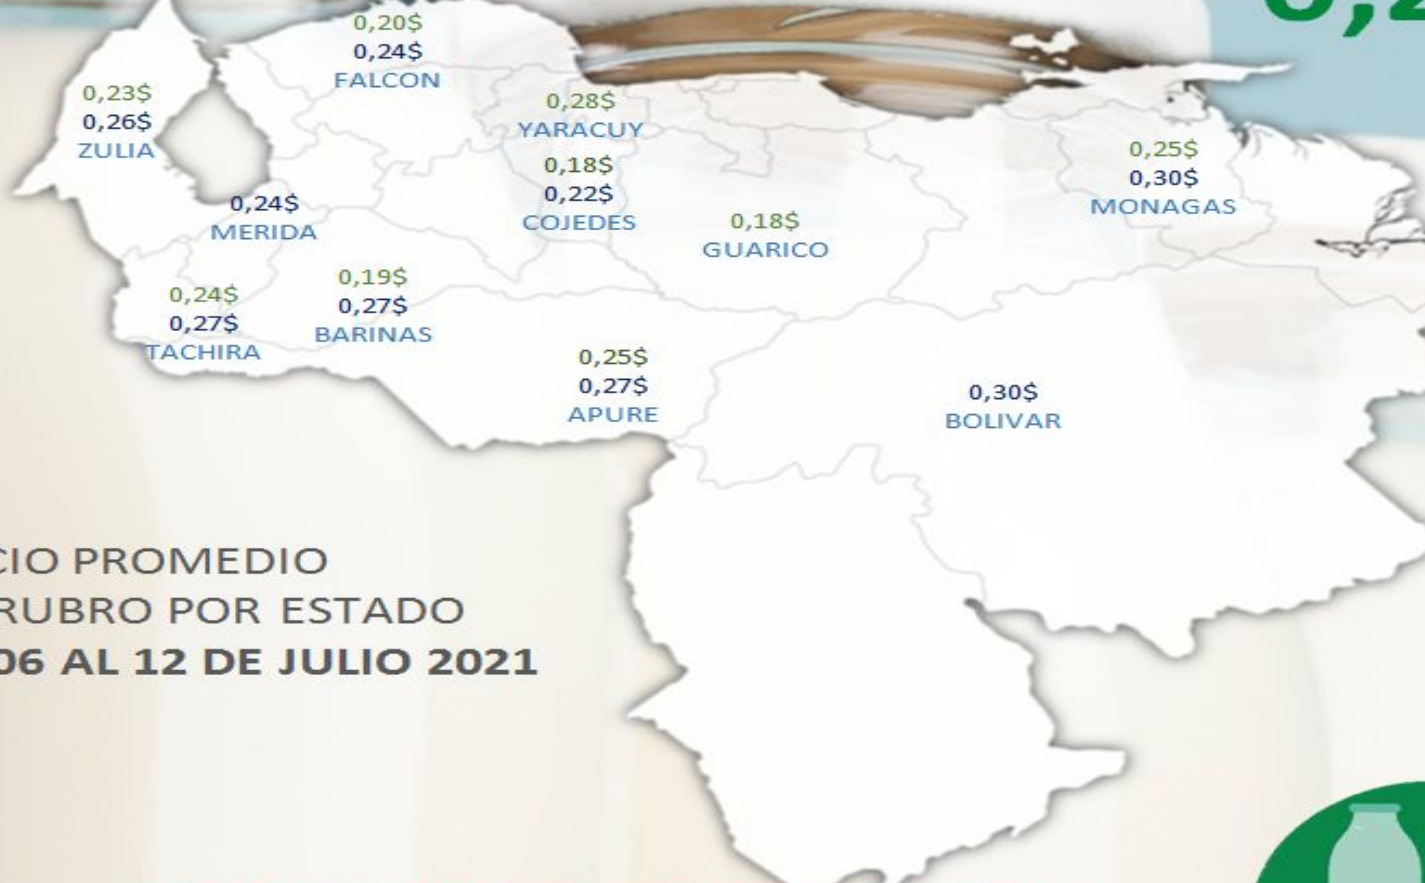 0,20$
0,24$
FALCON
0,23$
0,26$
ZULIA
0,28$
YARACUY
0,18$
0,22$
COJEDES
0,25$
0,30$
MONAGAS
0,24$
MERIDA
0,18$
GUARICO
0,24$
0,27$
TACHIRA
0,19$
0,27$
BARINAS
0,25$
0,27$
APURE
0,30$
BOLIVAR
PROMEDIO
RUBRO POR ESTADO
06 AL 12 DE JULIO 2021